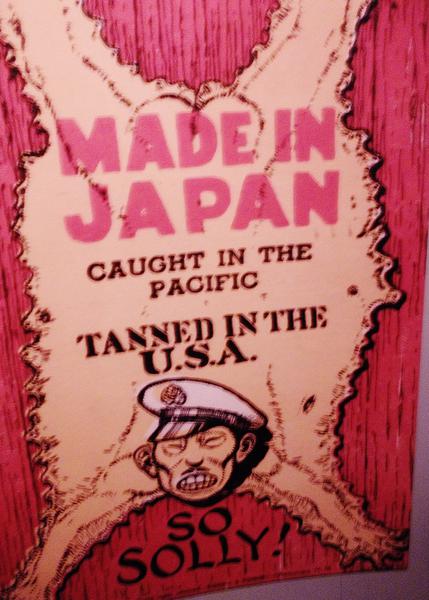 MADE IN
JAPAN
CAUGHT IN THE
PACIFIC
TANNED IN THE
U.S.A.
SO
SOLLY!